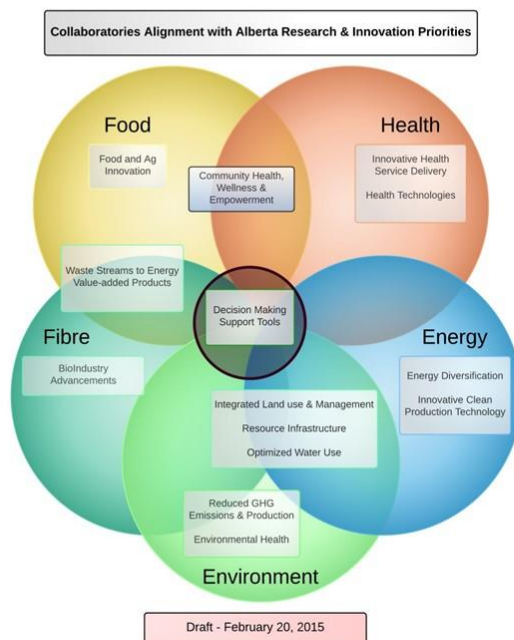 Collaboratories Alignment with Alberta Research & Innovation Priorities
Food
Health
Food and Ag
Innovation
Innovative Health
Service Delivery
Health Technologies
Community Health,
Wellness &
Empowerment
Waste Streams to Energy
Value-added Products
Decision Making
Support Tools
Fibre
Energy
BioIndustry
Advancements
Energy Diversification
Innovative Clean
Production Technology
Integrated Land use & Management
Resource Infrastructure
Optimized Water Use
Reduced GHG
Emissions & Production
Environmental Health
Environment
Draft - February 20, 2015